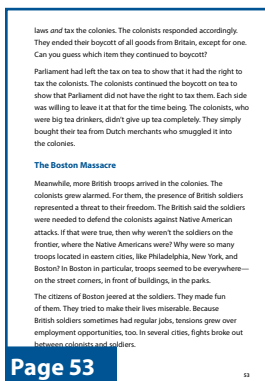 laws and tax the colonies. The colonists responded accordingly.
They ended their boycott of all goods from Britain, except for one.
Can you guess which item they continued to boycott?
Parliament had left the tax on tea to show that it had the right to
tax the colonists. The colonists continued the boycott on tea to
show that Parliament did not have the right to tax them. Each side
was willing to leave it at that for the time being. The colonists, who
were big tea drinkers, didn't give up tea completely. They simply
bought their tea from Dutch merchants who smuggled it into
the colonies.
The Boston Massacre
Meanwhile, more British troops arrived in the colonies. The
colonists grew alarmed. For them, the presence of British soldiers
represented a threat to their freedom. The British said the soldiers
were needed to defend the colonists against Native American
attacks. If that were true, then why weren't the soldiers on the
frontier, where the Native Americans were? Why were so many
troops located in eastern cities, like Philadelphia, New York, and
Boston? In Boston in particular, troops seemed to be everywhere—
on the street corners, in front of buildings, in the parks.
The citizens of Boston jeered at the soldiers. They made fun
of them. They tried to make their lives miserable. Because
British soldiers sometimes had regular jobs, tensions grew over
employment opportunities, too. In several cities, fights broke out
between colonists and soldiers.
Page 53
53